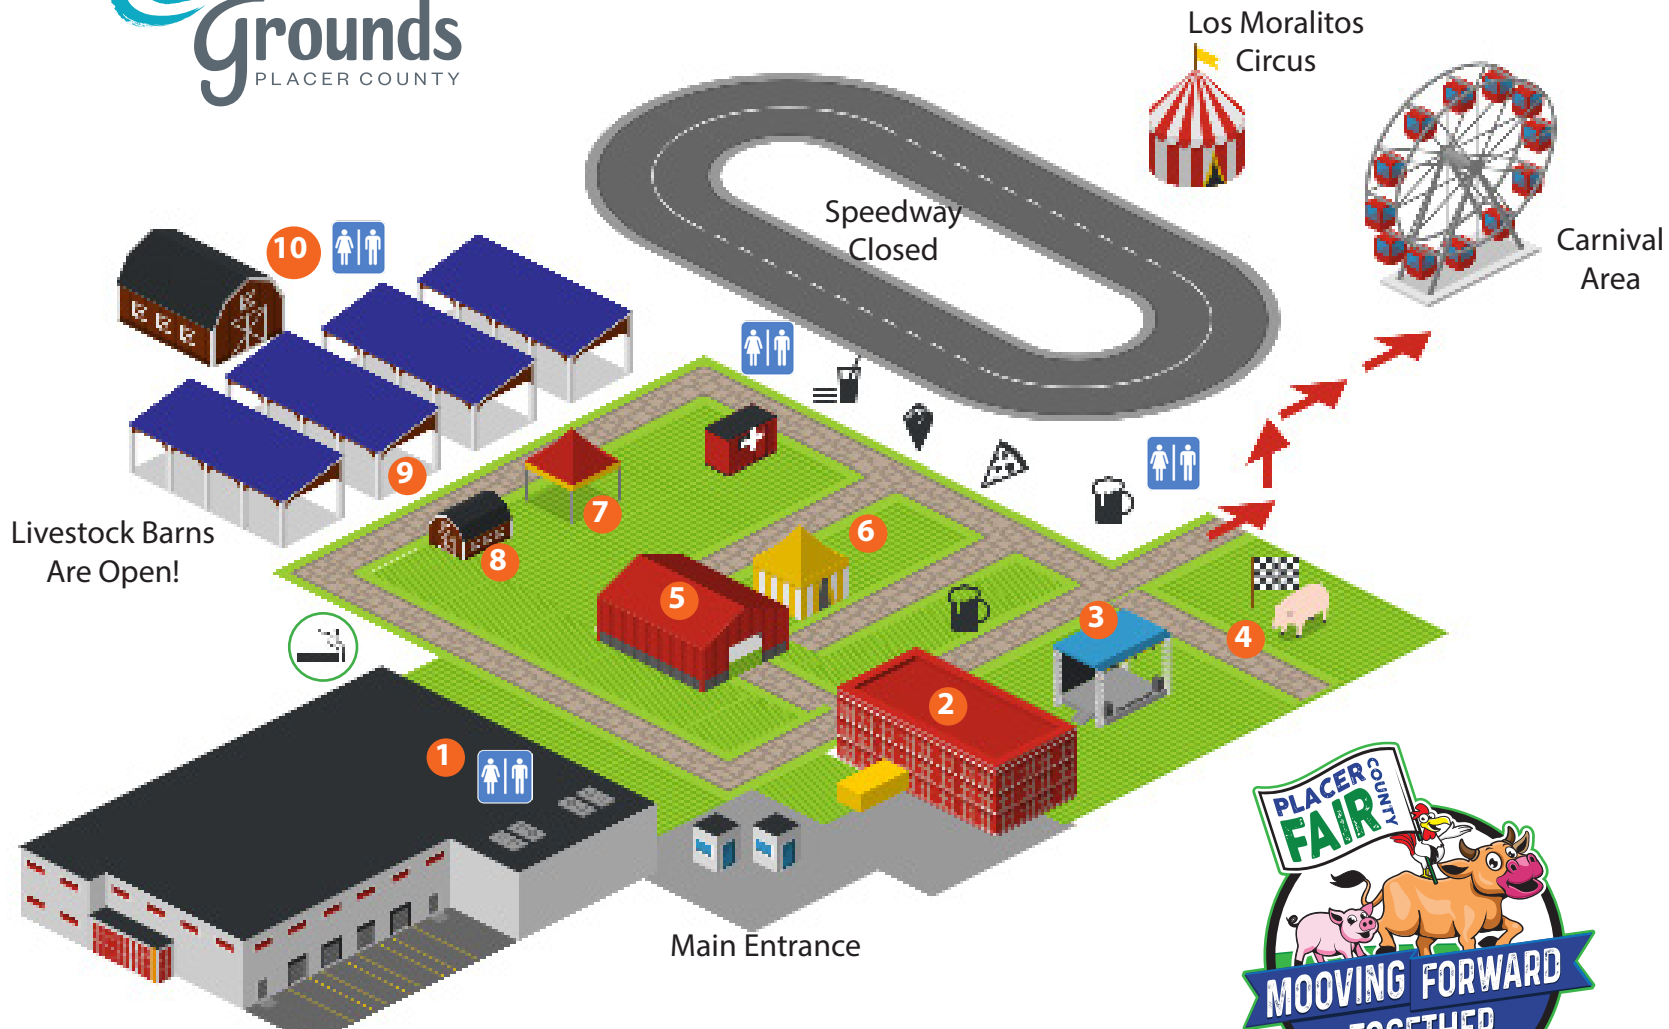 Grounds
PLACER COUNTY
Los Moralitos
Circus
Speedway
Closed
Carnival
Area
10
9
7
8
6
5
3
4
2
1
Livestock Barns
Are Open!
Main Entrance
PLACER
COUNTY
FAIR
MOOVING FORWARD
TOGETHER